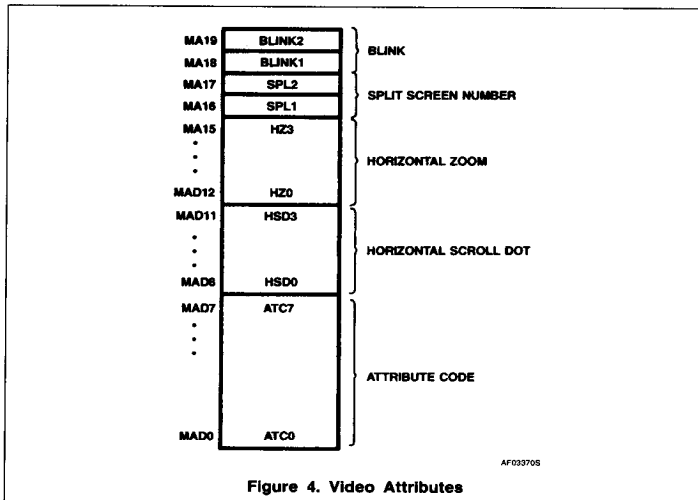 MA19 BLINK2
BLINK
MA18 BLINK1
MA17 SPL2
SPLIT SCREEN NUMBER
MA16 SPL1
MA15 HZ3
HORIZONTAL ZOOM
MAD12 HZ0
MAD11 HSD3
HORIZONTAL SCROLL DOT
MAD8 HSD0
MAD7 ATC7
ATTRIBUTE CODE
MAD0 ATC0
AF03370S
Figure 4. Video Attributes